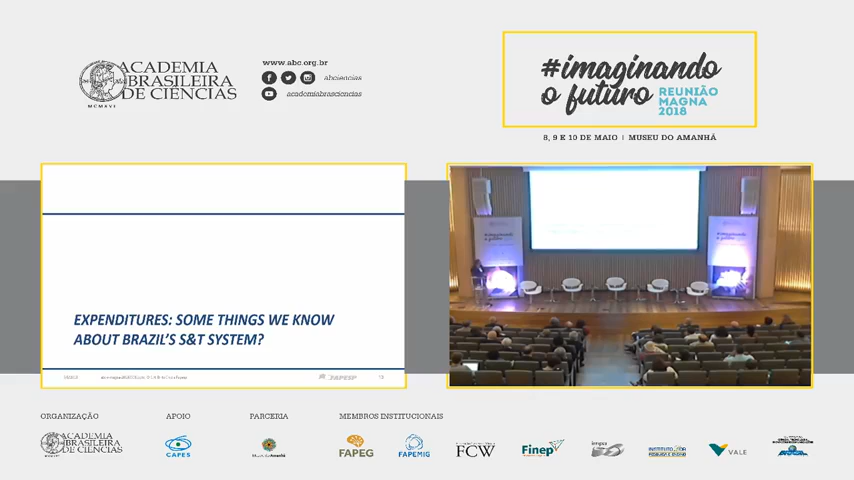 ACADEMIA
BRASILEIRA
DE CIÊNCIAS
MCMXVI
www.abc.org.br
abciencias
academiabrasciencias
#imaginando
o futuro
REUNIÃO
MAGNA
2018
8, 9 E 10 DE MAIO | MUSEU DO AMANHÃ
EXPENDITURES: SOME THINGS WE KNOW
ABOUT BRAZIL'S S&T SYSTEM?
FAPESP
ORGANIZAÇÃO
APOIO
PARCERIA
MEMBROS INSTITUCIONAIS
ACADEMIA
BRASILEIRA
DE CIÊNCIAS
CAPES
FAPEG
FAPEMIG
FCW
Finep
VALE